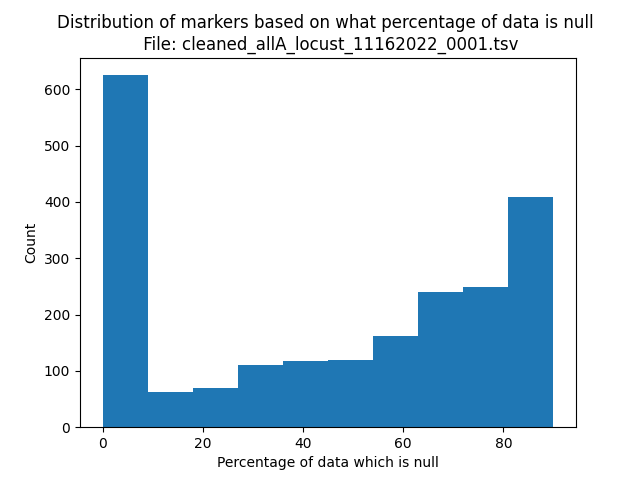 Distribution of markers based on what percentage of data is null
File: cleaned_allA_locust_11162022_0001.tsv
600
500
400
300
200
100
0
Count
0 20 40 60 80
Percentage of data which is null